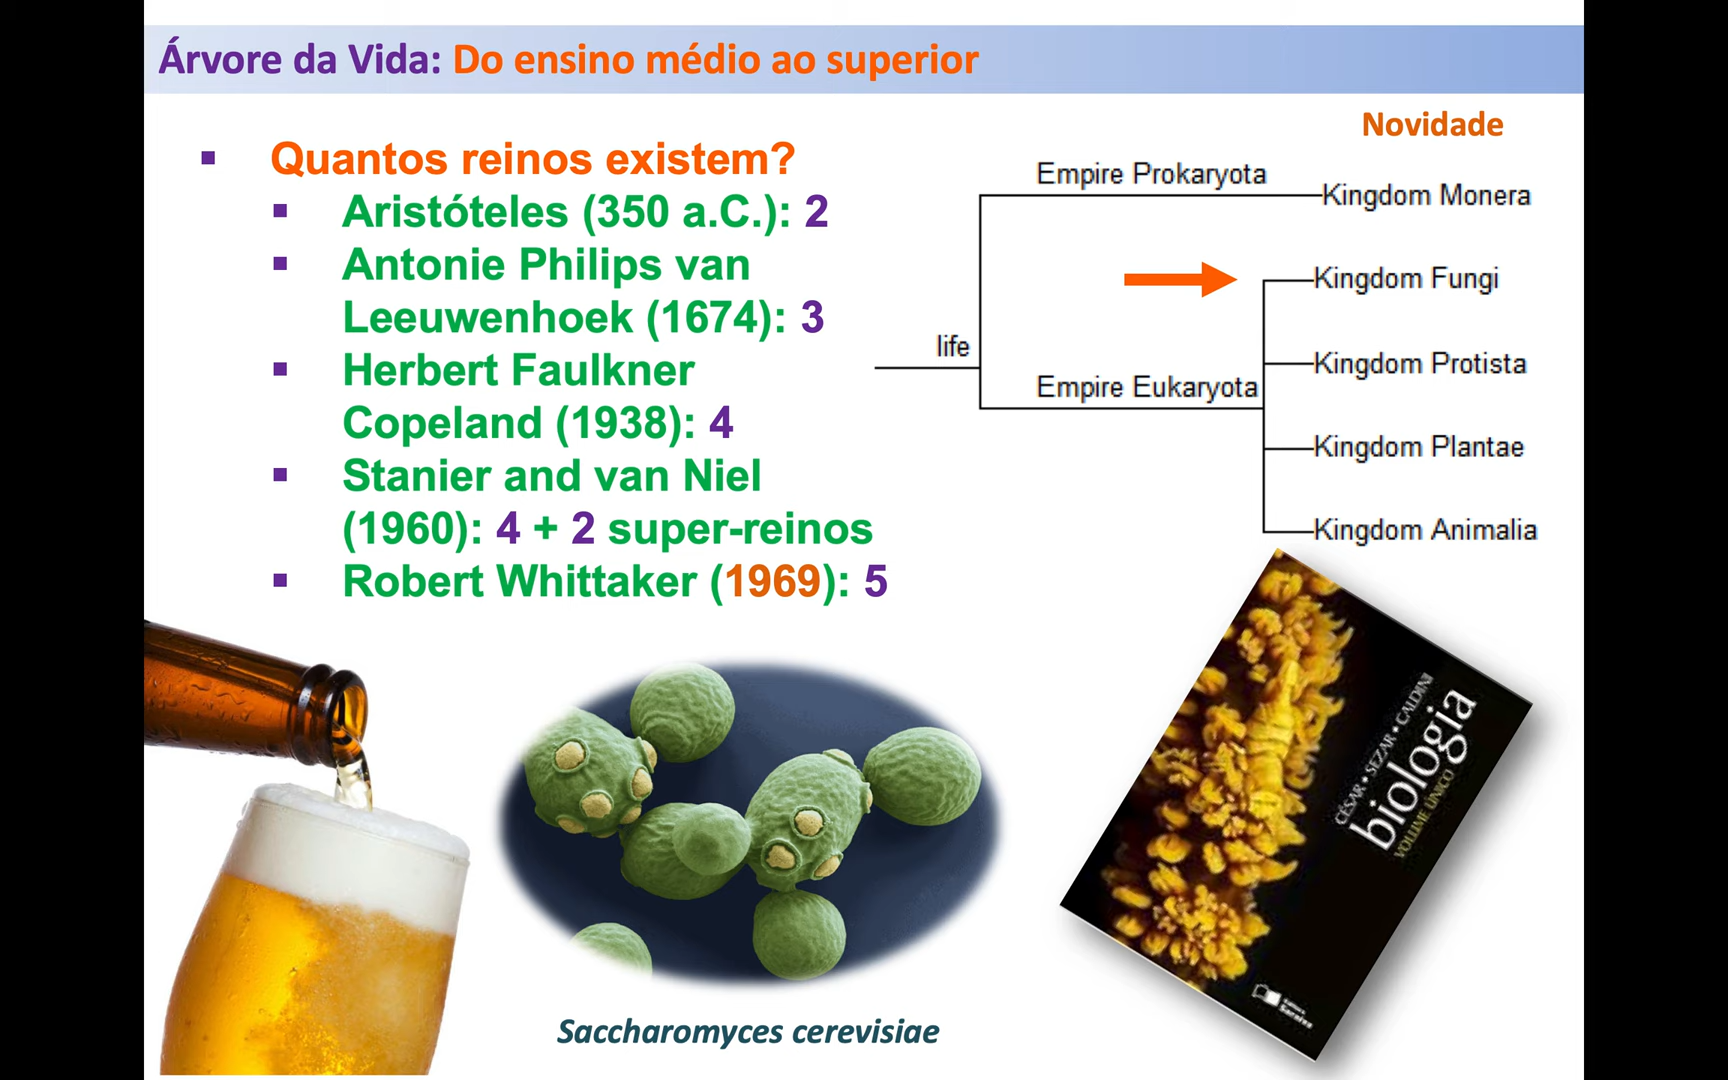 Árvore da Vida: Do ensino médio ao superior
Quantos reinos existem?
Aristóteles (350 a.C.): 2
Antonie Philips van
Leeuwenhoek (1674): 3
Herbert Faulkner
Copeland (1938): 4
Stanier and van Niel
(1960): 4 + 2 super-reinos
Robert Whittaker (1969): 5
Novidade
Empire Prokaryota
Kingdom Monera
Kingdom Fungi
life
Kingdom Protista
Empire Eukaryota
Kingdom Plantae
Kingdom Animalia
CÉSAR • SEZAR • CALDINI
biologia
VOLUME ÚNICO
Saccharomyces cerevisiae